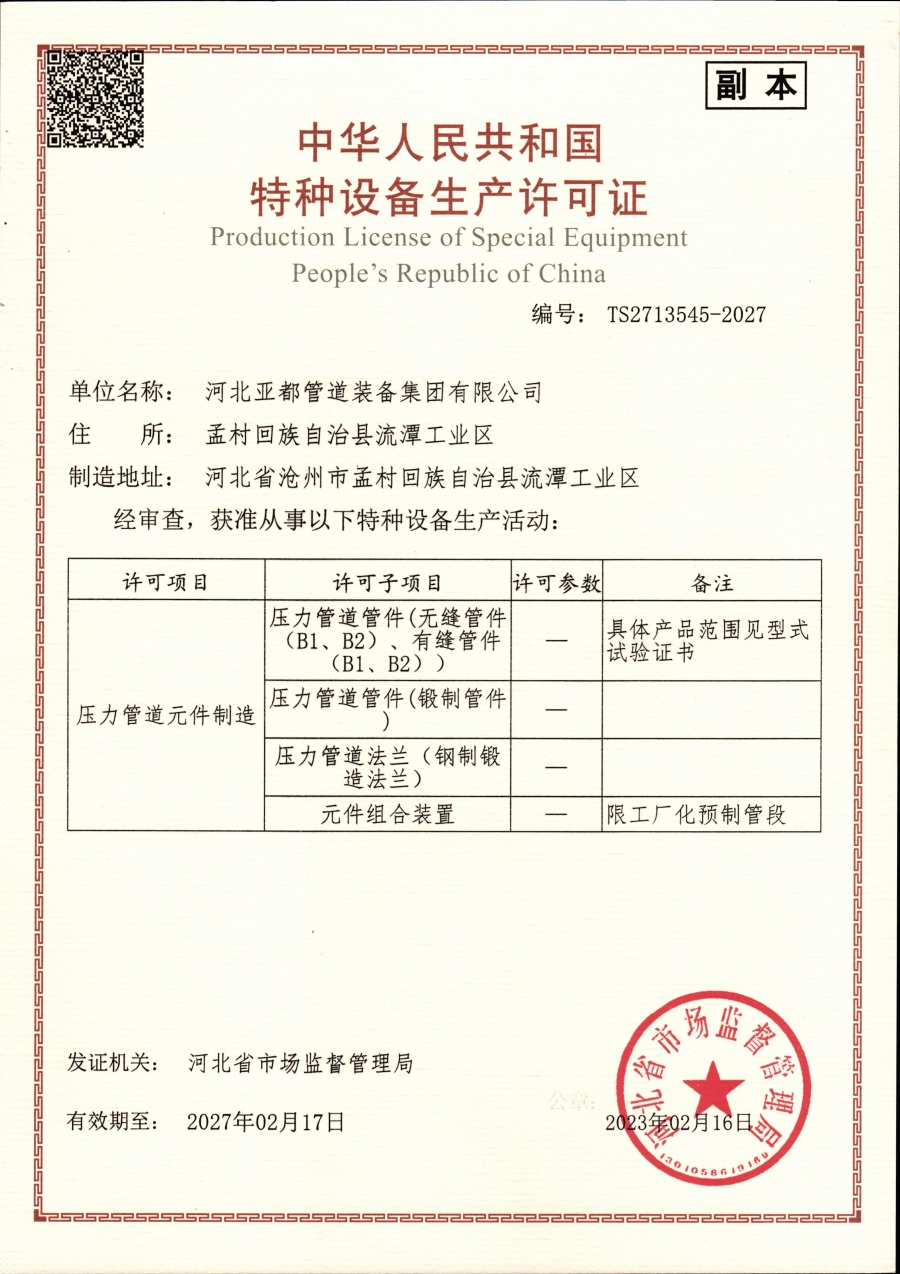 副 本
中华人民共和国
特种设备生产许可证
Production License of Special Equipment
People's Republic of China
编号： TS2713545-2027
单位名称： 河北亚都管道装备集团有限公司
住 所： 孟村回族自治县流潭工业区
制造地址： 河北省沧州市孟村回族自治县流潭工业区
经审查，获准从事以下特种设备生产活动：
许可项目 许可子项目 许可参数 备注
压力管道元件制造
压力管道管件(无缝管件
（B1、B2）、有缝管件
（B1、B2））
—
具体产品范围见型式
试验证书
压力管道管件(锻制管件
)
—
压力管道法兰（钢制锻
造法兰）
—
元件组合装置 — 限工厂化预制管段
发证机关： 河北省市场监督管理局
公章：
有效期至： 2027年02月17日
2023年02月16日
河北省市场监督管理局
1301058619169